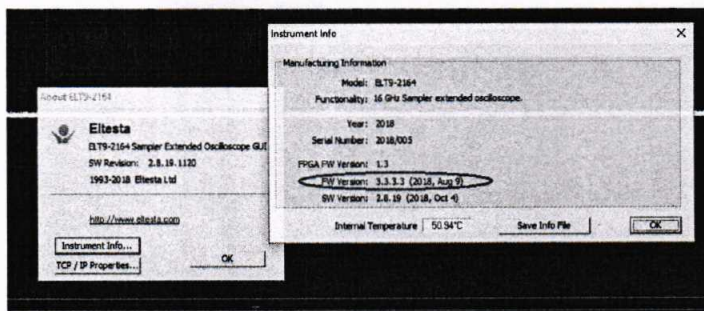 Instrument Info
Manufacturing Information
Model: ELT9-2164
Functionality: 16 GHz Sampler extended oscilloscope.
Year: 2018
Serial Number: 2018/005
FPGA FW Version: 1.3
FW Version: 3.3.3.3 (2018, Aug 9)
SW Version: 2.8.19 (2018, Oct 4)
Internal Temperature 50.94°C
Save Info File
OK
About ELT9-2164
Eltesta
ELT9-2164 Sampler Extended Oscilloscope GUI
SW Revision: 2.8.19.1120
1993-2018 Eltesta Ltd
http://www.eltesta.com
Instrument Info...
TCP / IP Properties...
OK